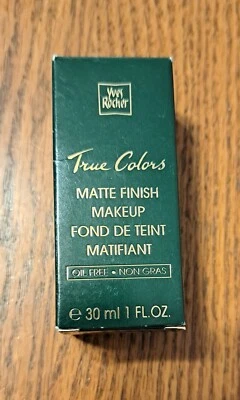 Yves
Rocher
True Colors
MATTE FINISH
MAKEUP
FOND DE TEINT
MATIFIANT
OIL FREE • NON GRAS
℮ 30 ml 1 FL.OZ.